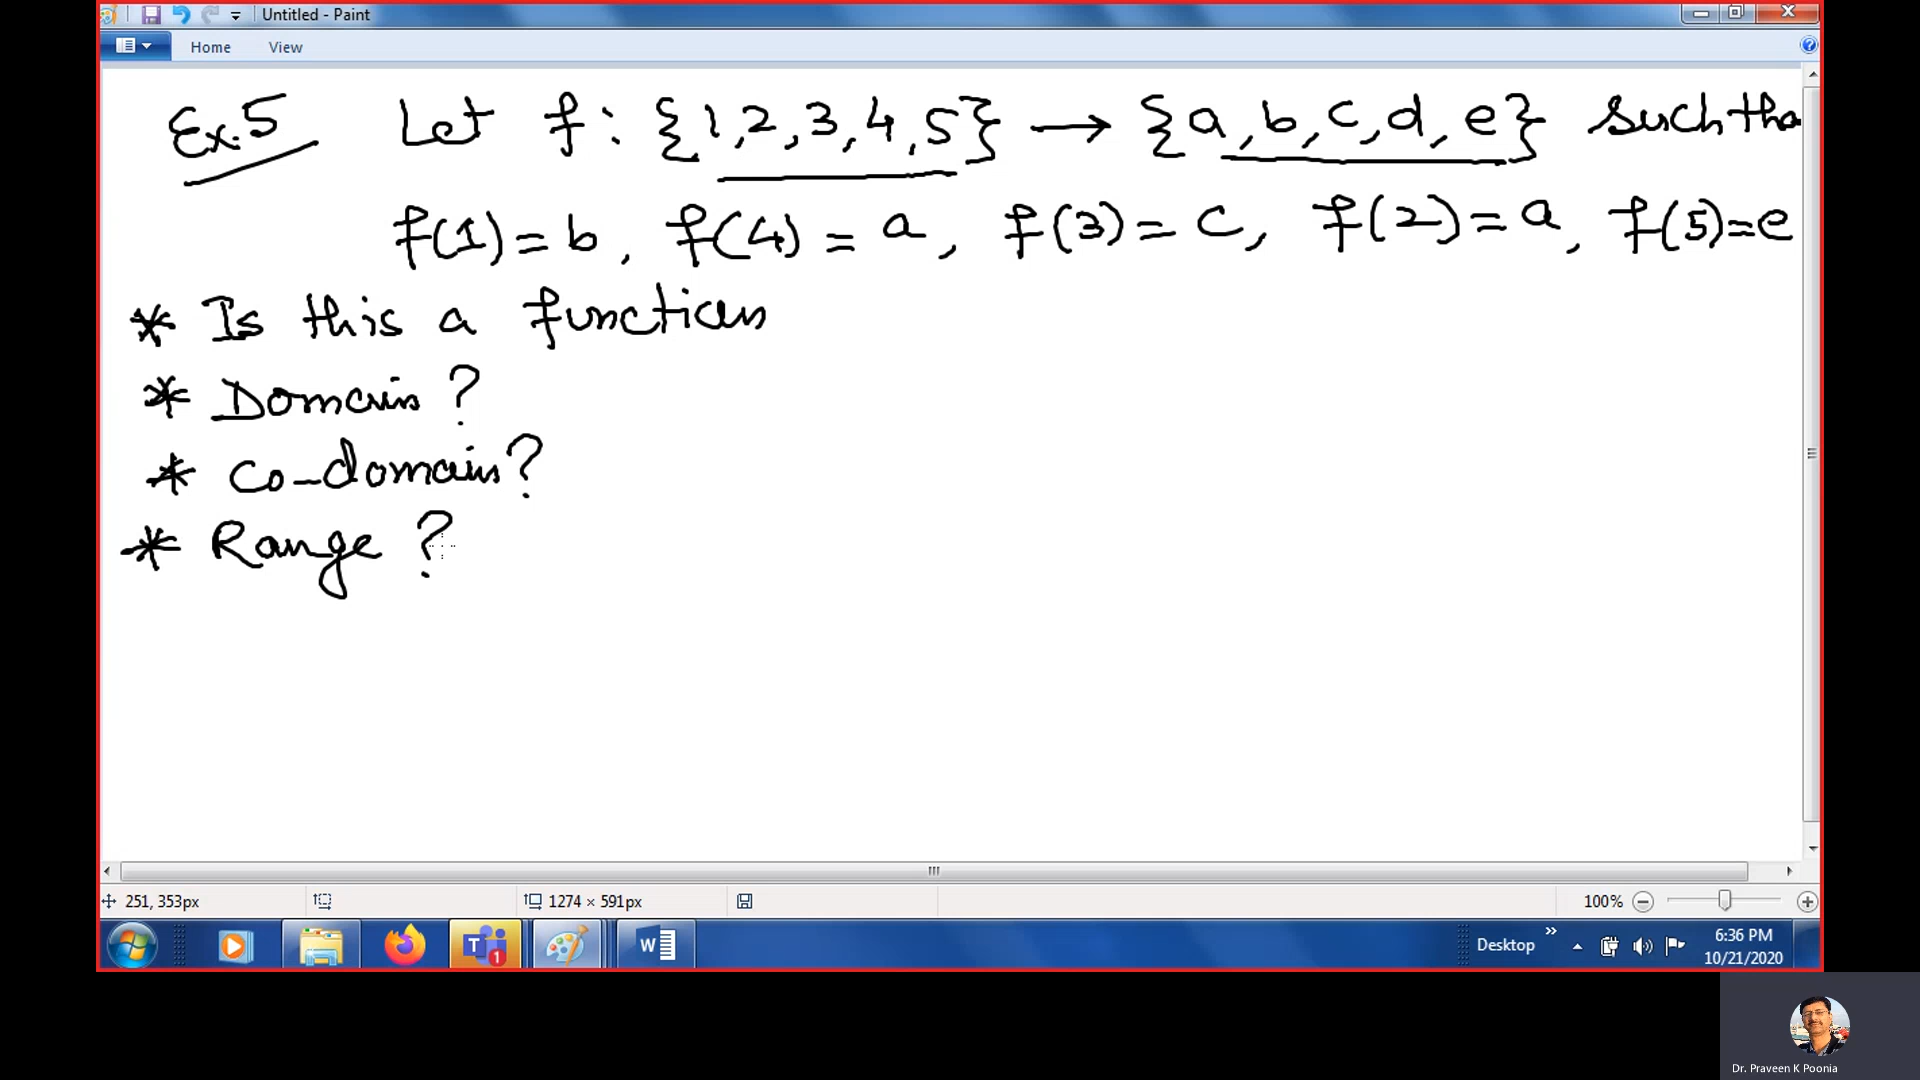 Untitled - Paint
Home View
Ex.5 Let f: {1,2,3,4,5} → {a,b,c,d,e} such tha
f(1)=b, f(4)=a, f(3)=c, f(2)=a, f(5)=e
* Is this a function
* Domain?
* Co-domain?
* Range?
251, 353px 1274 × 591px 100%
Desktop 6:36 PM
10/21/2020
Dr. Praveen K Poonia